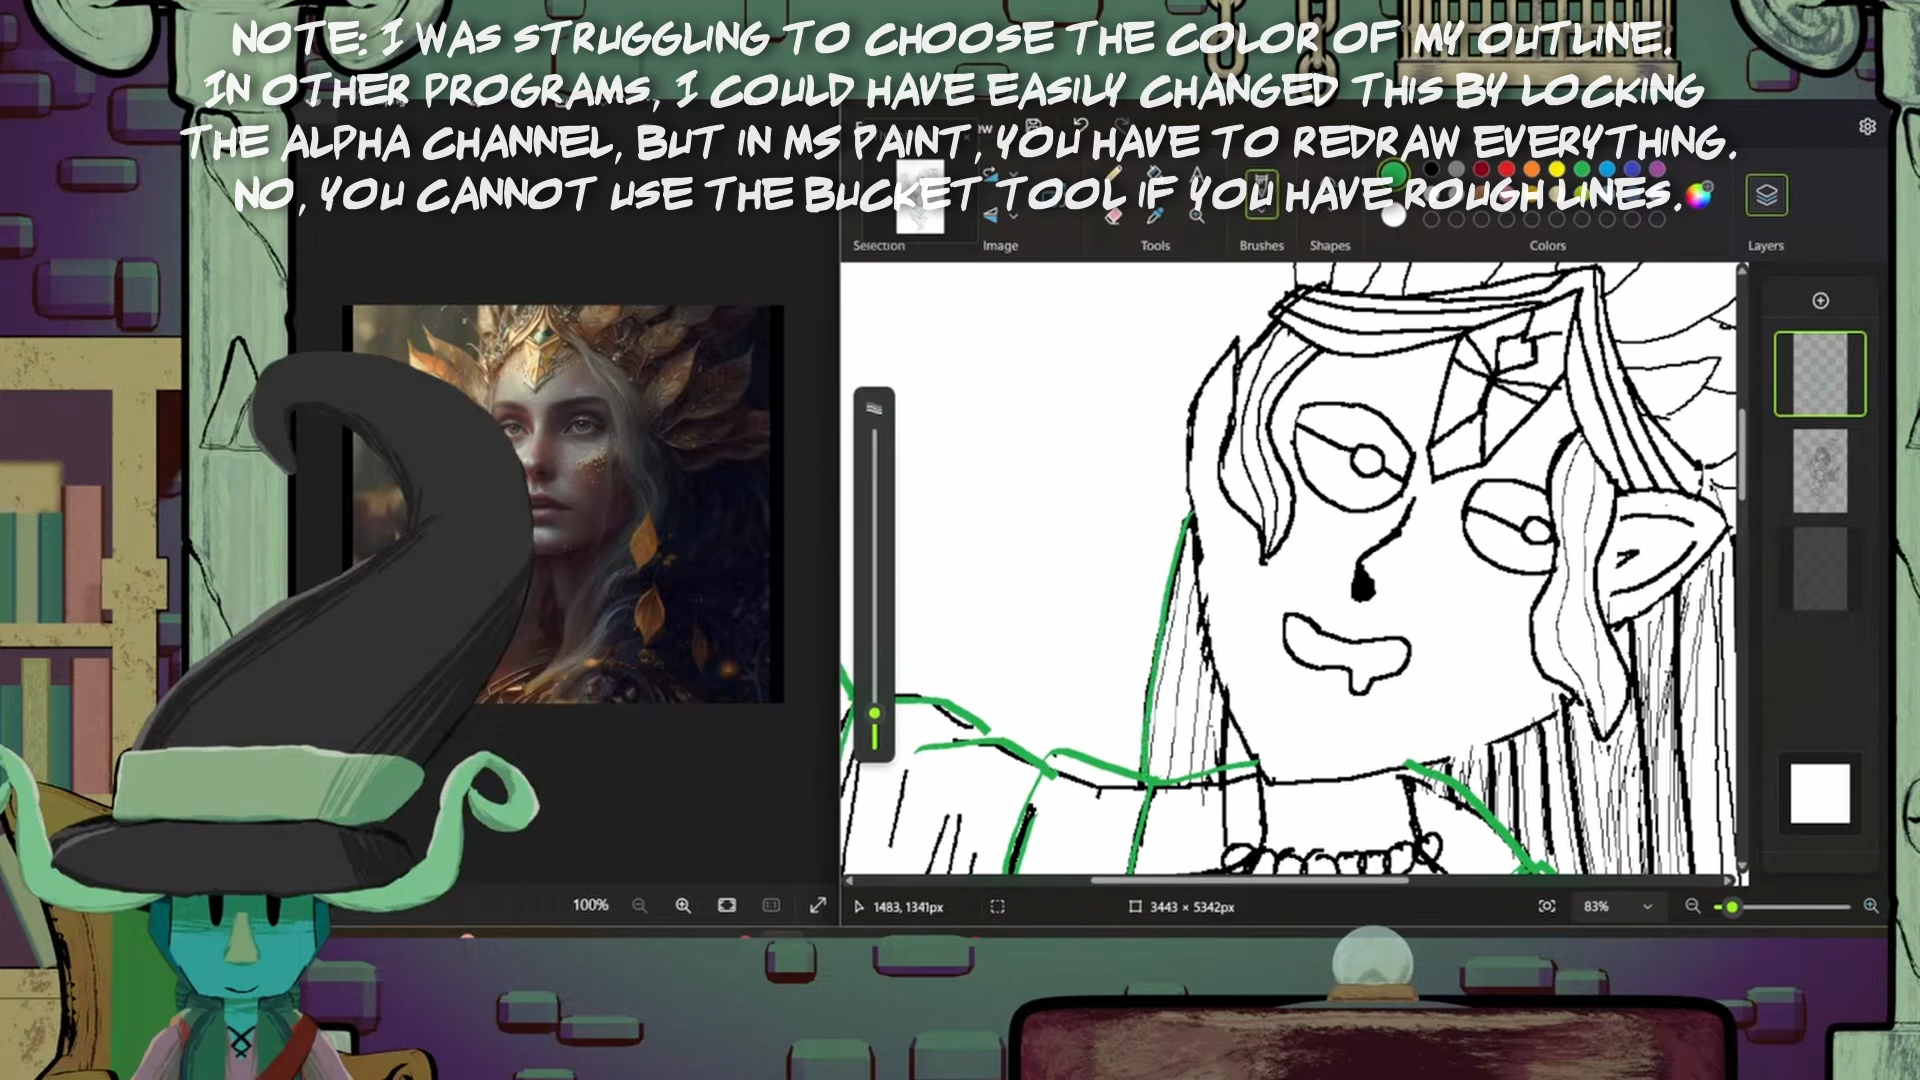 NOTE: I WAS STRUGGLING TO CHOOSE THE COLOR OF MY OUTLINE.
IN OTHER PROGRAMS, I COULD HAVE EASILY CHANGED THIS BY LOCKING
THE ALPHA CHANNEL, BUT IN MS PAINT, YOU HAVE TO REDRAW EVERYTHING.
NO, YOU CANNOT USE THE BUCKET TOOL IF YOU HAVE ROUGH LINES.
Selection Image Tools Brushes Shapes Colors Layers
100% 1483, 1341px 3443 × 5342px 83%